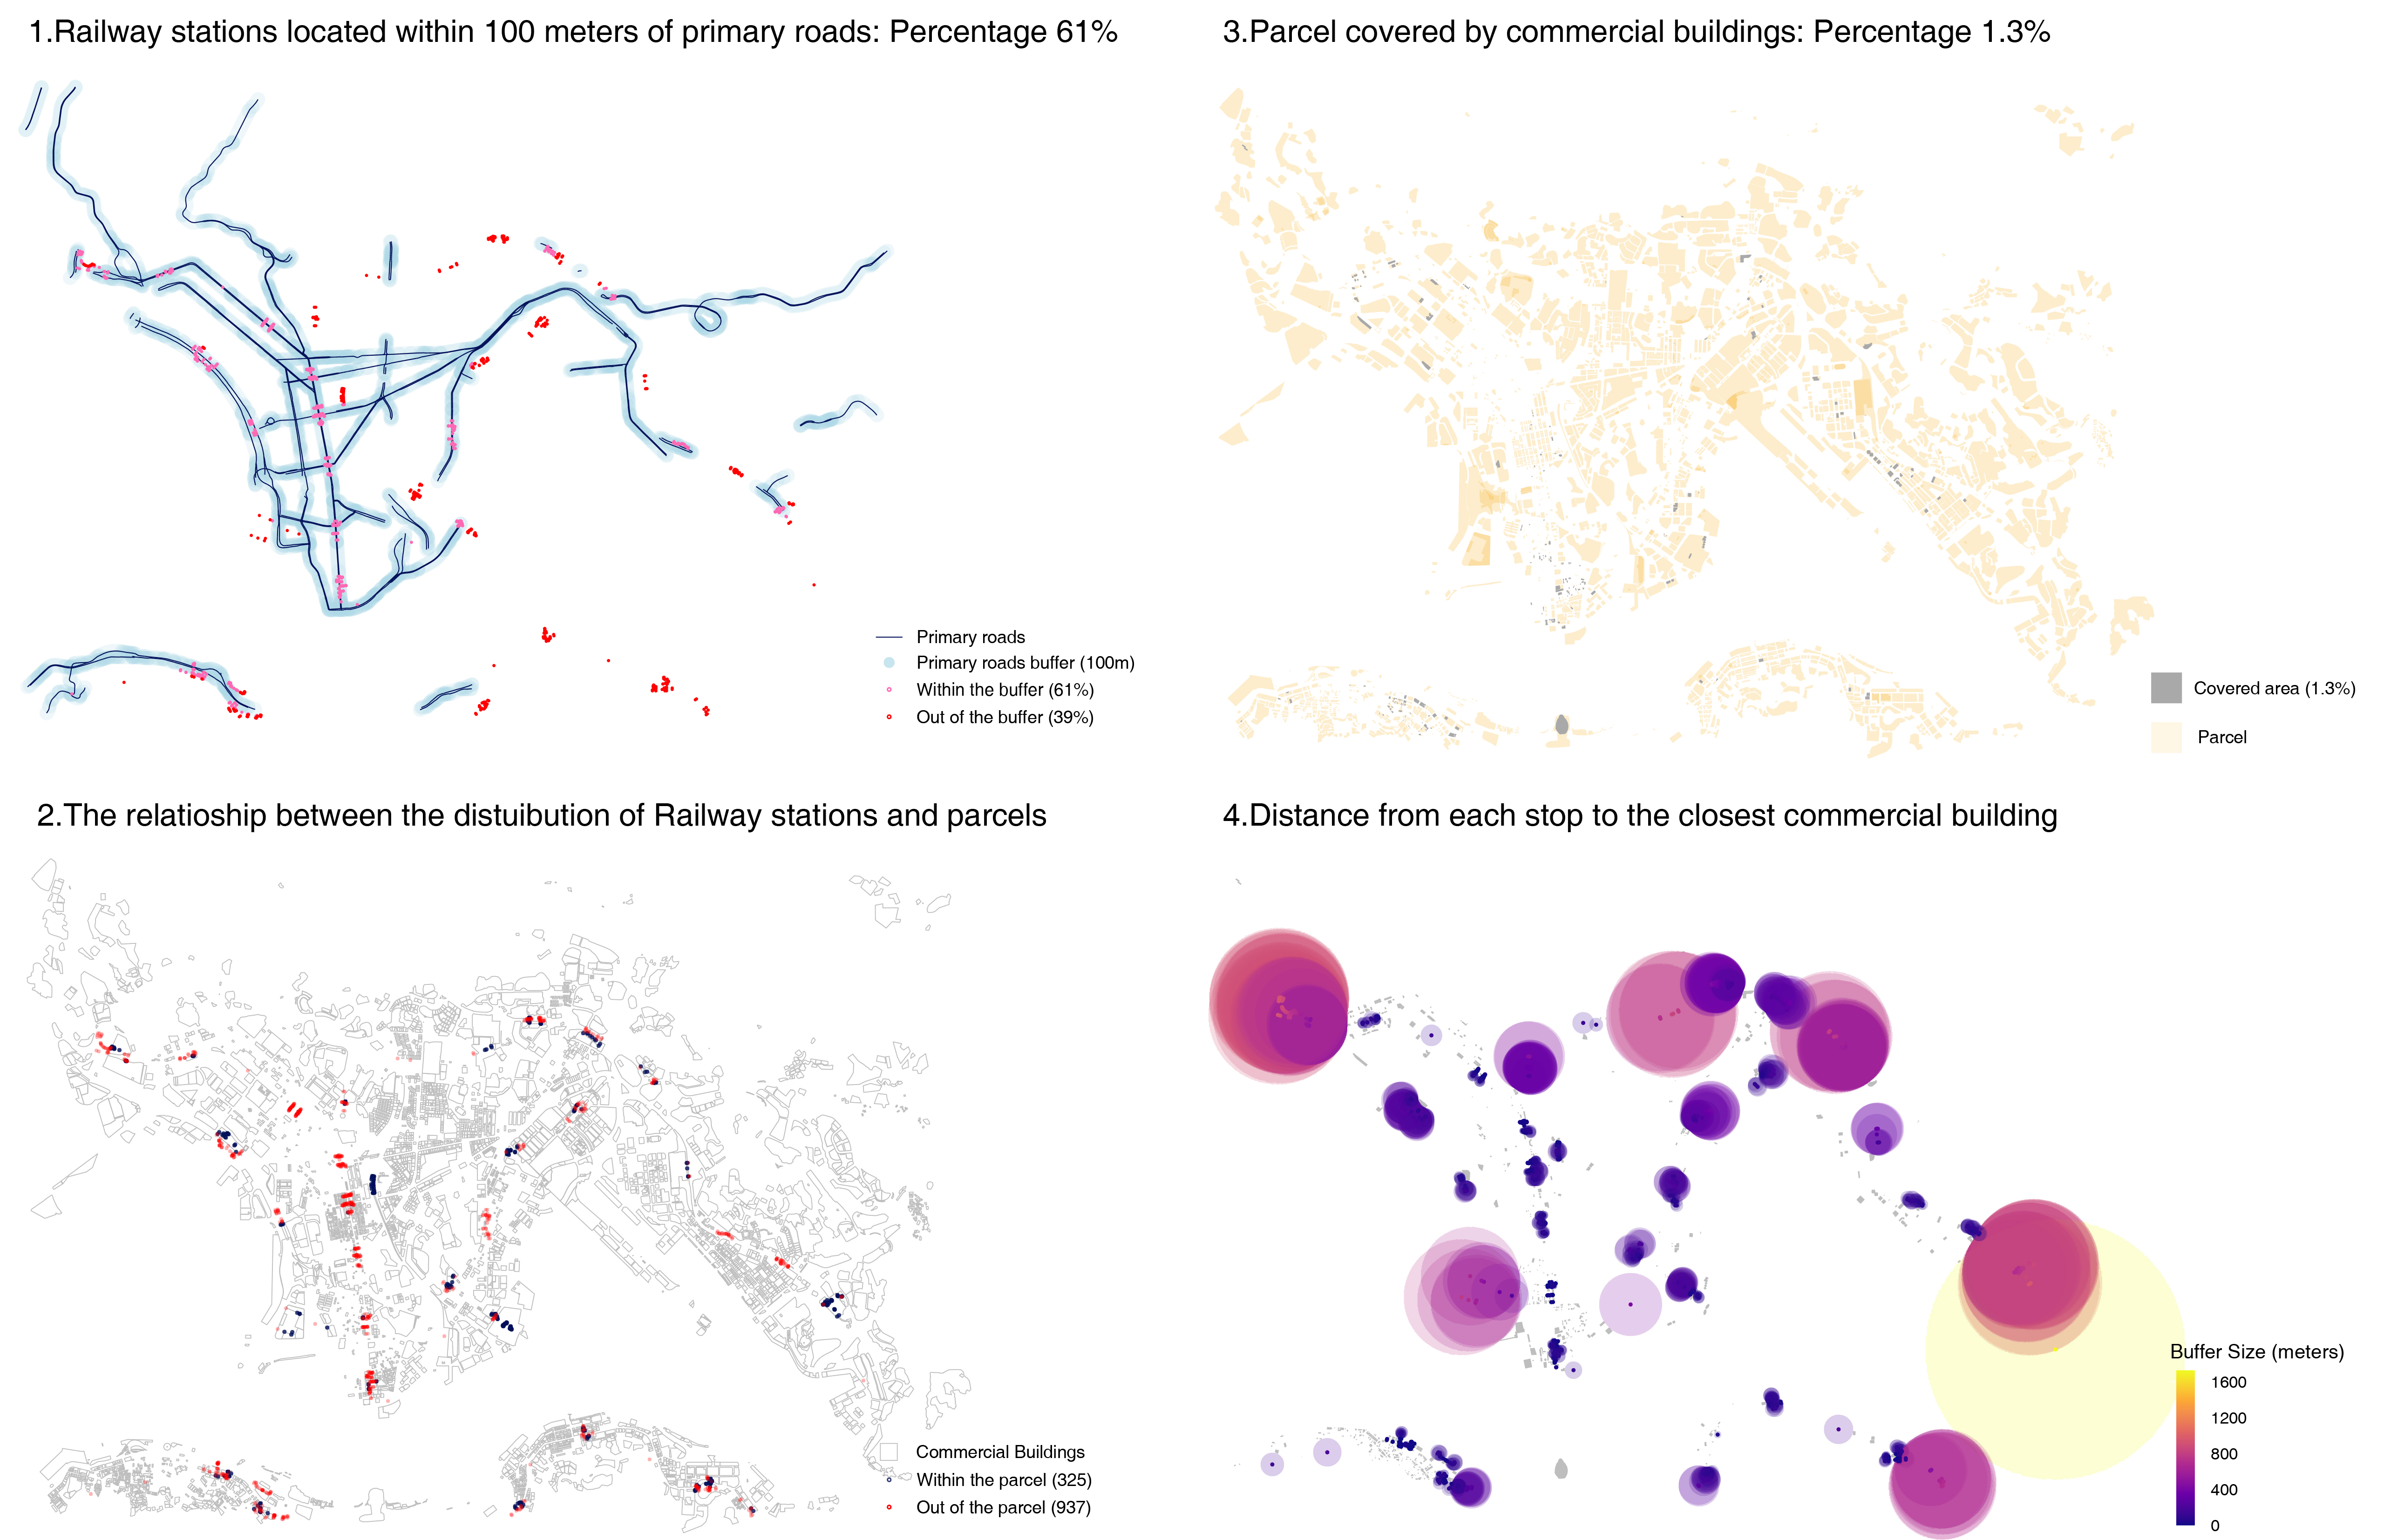 1.Railway stations located within 100 meters of primary roads: Percentage 61%
Primary roads
Primary roads buffer (100m)
Within the buffer (61%)
Out of the buffer (39%)
3.Parcel covered by commercial buildings: Percentage 1.3%
Covered area (1.3%)
Parcel
2.The relatioship between the distuibution of Railway stations and parcels
Commercial Buildings
Within the parcel (325)
Out of the parcel (937)
4.Distance from each stop to the closest commercial building
Buffer Size (meters)
1600
1200
800
400
0